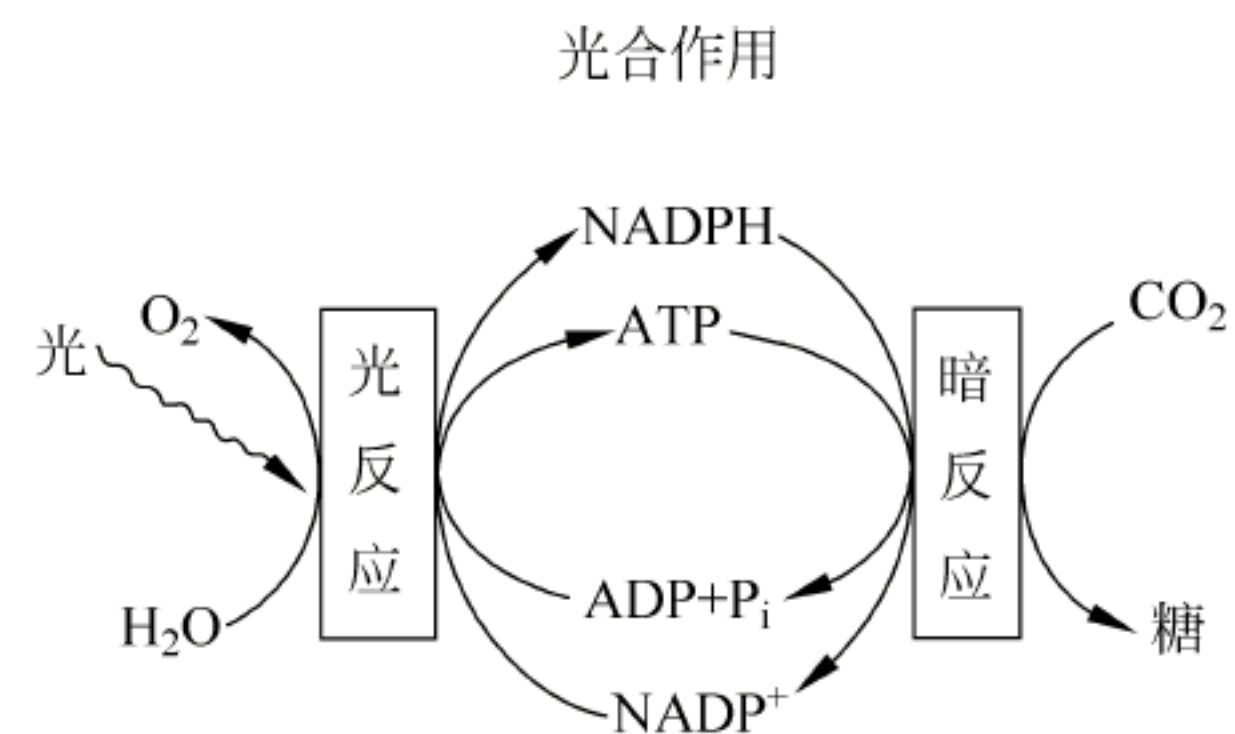 光合作用
NADPH
O₂
ATP
CO₂
光
光反应
暗反应
ADP+Pᵢ
H₂O
糖
NADP⁺